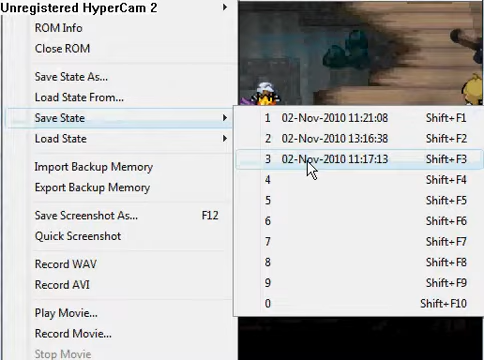 Unregistered HyperCam 2
ROM Info
Close ROM
Save State As...
Load State From...
Save State
Load State
Import Backup Memory
Export Backup Memory
Save Screenshot As... F12
Quick Screenshot
Record WAV
Record AVI
Play Movie...
Record Movie...
Stop Movie
1 02-Nov-2010 11:21:08 Shift+F1
2 02-Nov-2010 13:16:38 Shift+F2
3 02-Nov-2010 11:17:13 Shift+F3
4 Shift+F4
5 Shift+F5
6 Shift+F6
7 Shift+F7
8 Shift+F8
9 Shift+F9
0 Shift+F10